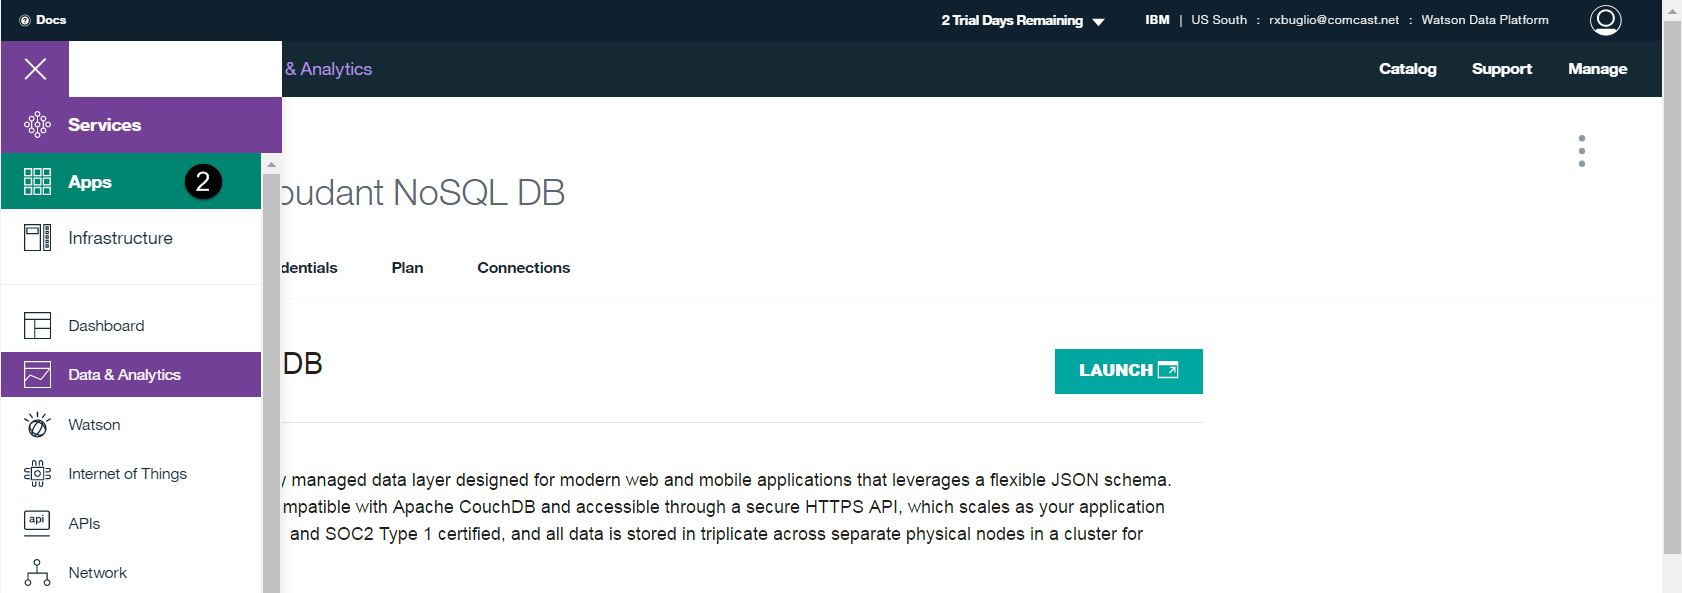 Docs
2 Trial Days Remaining IBM | US South : rxbuglio@comcast.net : Watson Data Platform
& Analytics Catalog Support Manage
Services
Apps 2
Infrastructure
oudant NoSQL DB
dentials Plan Connections
Dashboard
Data & Analytics
DB
LAUNCH
Watson
Internet of Things
api APIs
Network
y managed data layer designed for modern web and mobile applications that leverages a flexible JSON schema.
mpatible with Apache CouchDB and accessible through a secure HTTPS API, which scales as your application
and SOC2 Type 1 certified, and all data is stored in triplicate across separate physical nodes in a cluster for